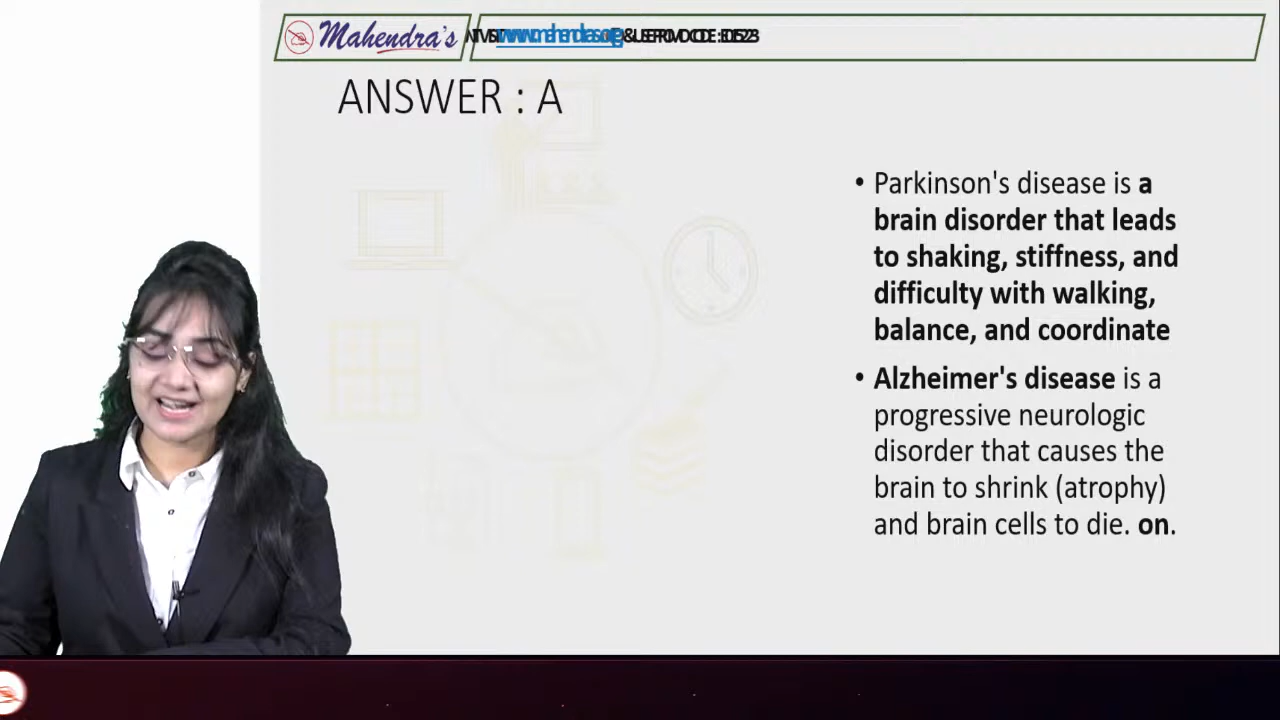 Mahendra's
ANSWER : A
• Parkinson's disease is a
brain disorder that leads
to shaking, stiffness, and
difficulty with walking,
balance, and coordinate
• Alzheimer's disease is a
progressive neurologic
disorder that causes the
brain to shrink (atrophy)
and brain cells to die. on.